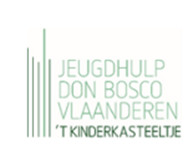 JEUGDHULP
DON BOSCO
VLAANDEREN
'T KINDERKASTEELTJE